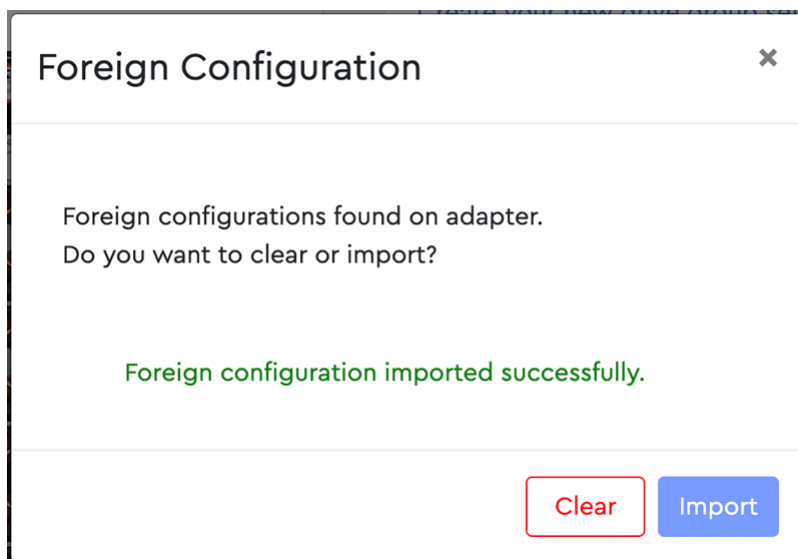 Foreign Configuration
Foreign configurations found on adapter.
Do you want to clear or import?
Foreign configuration imported successfully.
Clear
Import